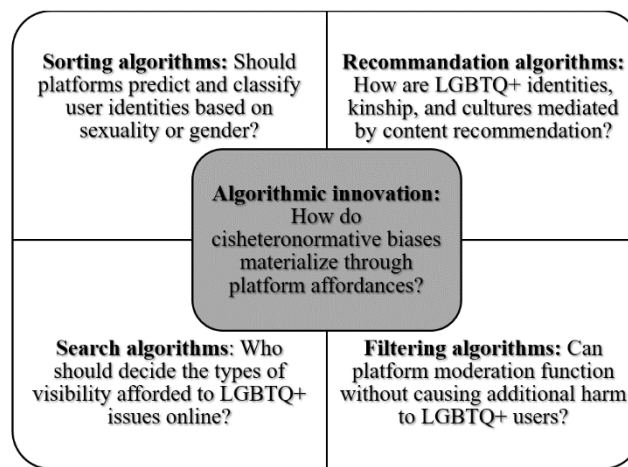 Sorting algorithms: Should
platforms predict and classify
user identities based on
sexuality or gender?
Recommandation algorithms:
How are LGBTQ+ identities,
kinship, and cultures mediated
by content recommendation?
Algorithmic innovation:
How do
cisheteronormative biases
materialize through
platform affordances?
Search algorithms: Who
should decide the types of
visibility afforded to LGBTQ+
issues online?
Filtering algorithms: Can
platform moderation function
without causing additional harm
to LGBTQ+ users?